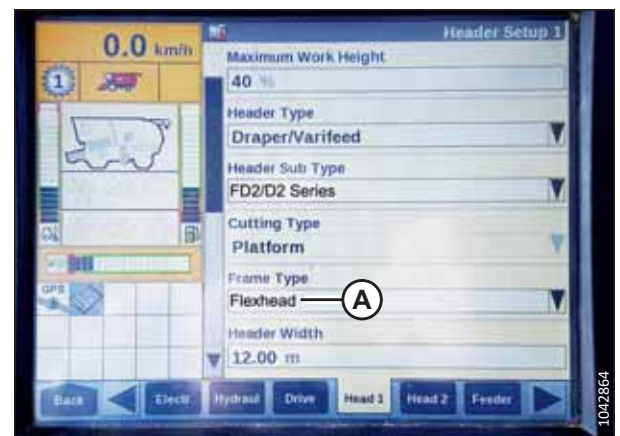 0.0 km/h
Header Setup 1
1
Maximum Work Height
40 %
Header Type
Draper/Varifeed
Header Sub Type
FD2/D2 Series
Cutting Type
Platform
Frame Type
Flexhead
A
GPS
Header Width
12.00 m
Back
Electr
Hydraul
Drive
Head 1
Head 2
Feeder
1042864